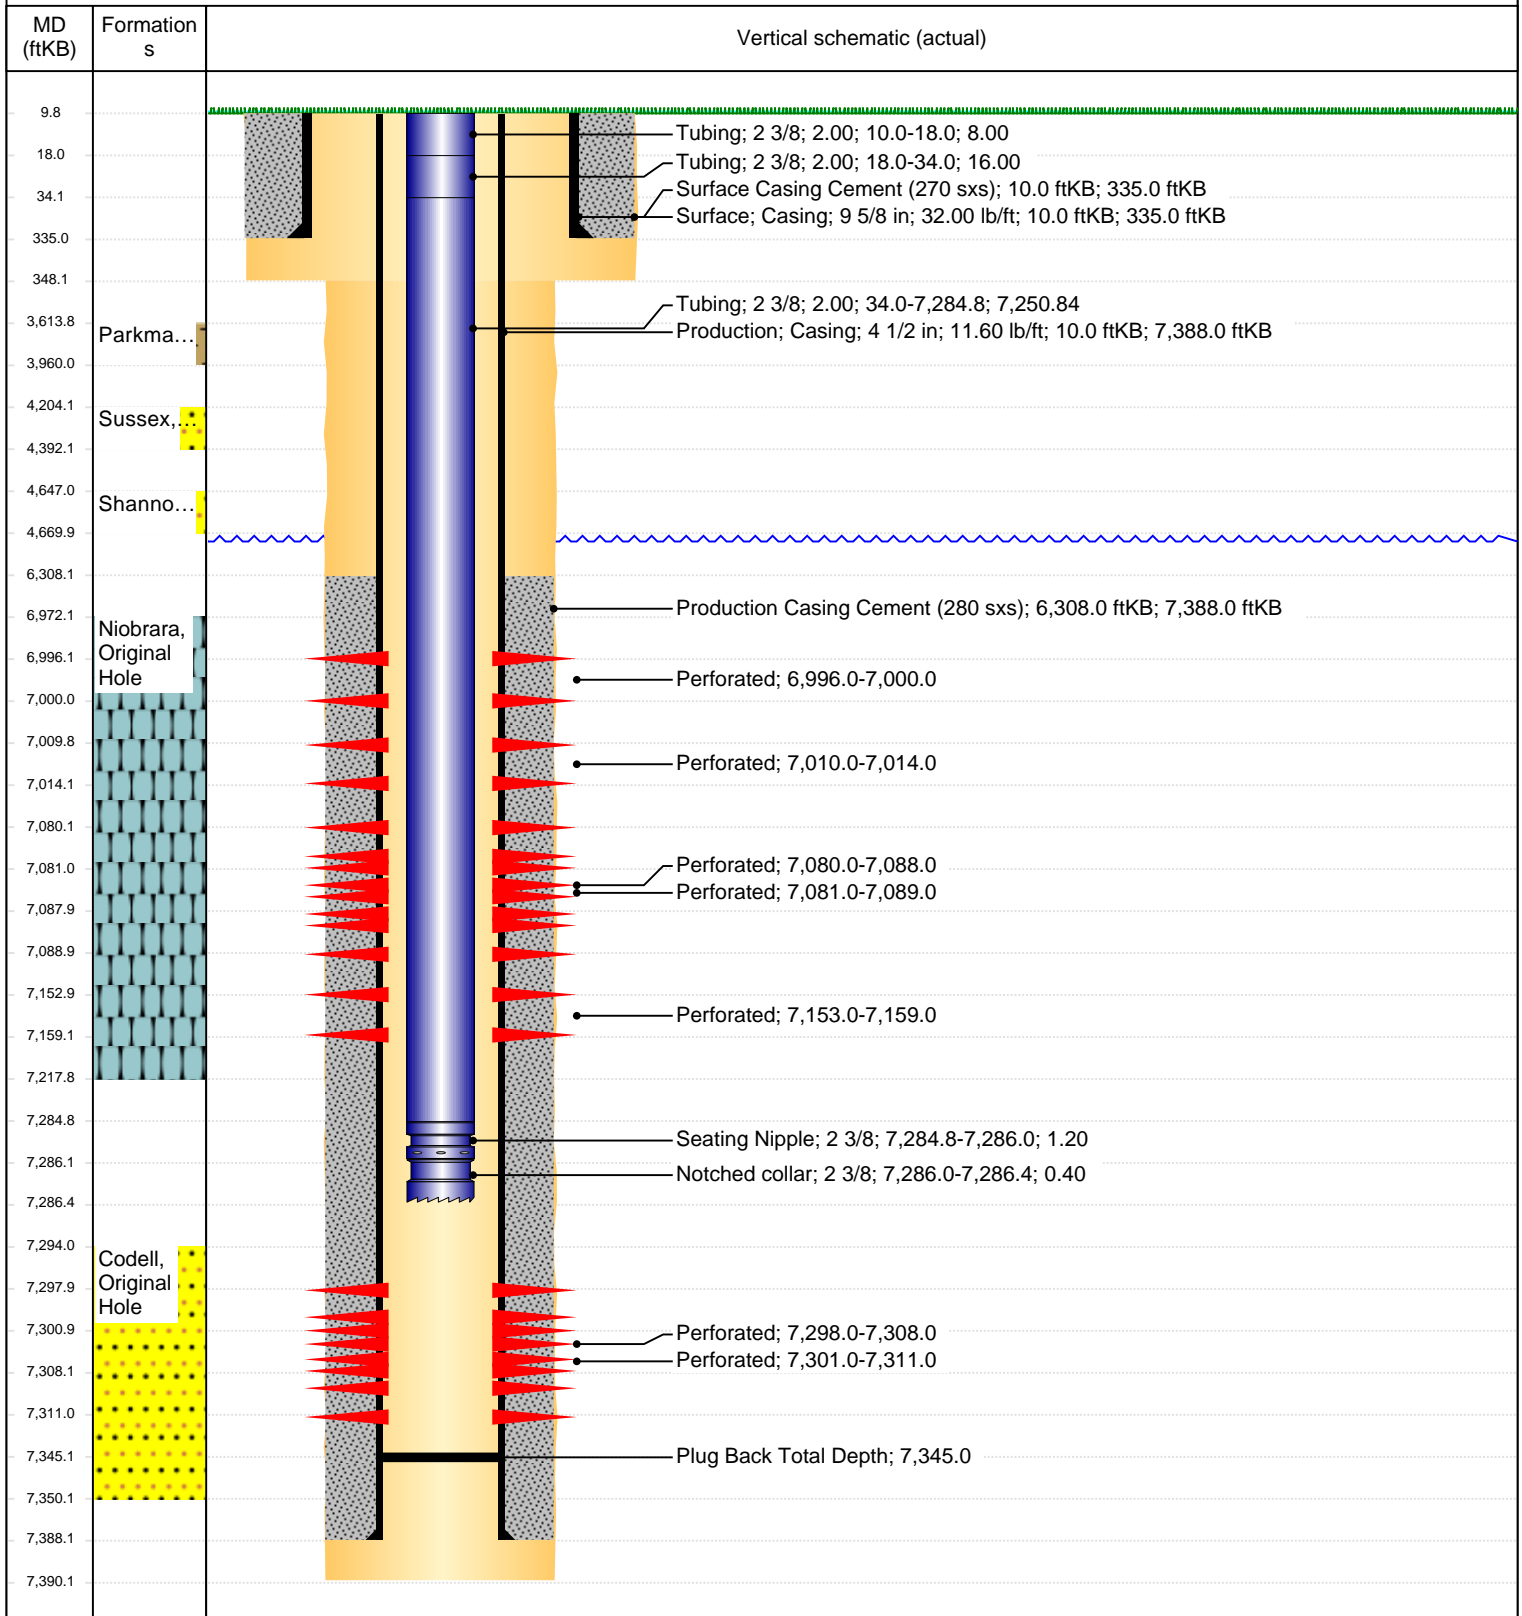 MD
(ftKB)
Formation
s
Vertical schematic (actual)
9.8
Tubing; 2 3/8; 2.00; 10.0-18.0; 8.00
18.0
Tubing; 2 3/8; 2.00; 18.0-34.0; 16.00
Surface Casing Cement (270 sxs); 10.0 ftKB; 335.0 ftKB
34.1
Surface; Casing; 9 5/8 in; 32.00 lb/ft; 10.0 ftKB; 335.0 ftKB
335.0
348.1
Tubing; 2 3/8; 2.00; 34.0-7,284.8; 7,250.84
3,613.8
Parkma…
Production; Casing; 4 1/2 in; 11.60 lb/ft; 10.0 ftKB; 7,388.0 ftKB
3,960.0
4,204.1
Sussex,…
4,392.1
4,647.0
Shanno…
4,669.9
6,308.1
Production Casing Cement (280 sxs); 6,308.0 ftKB; 7,388.0 ftKB
6,972.1
Niobrara,
Original
Hole
6,996.1
Perforated; 6,996.0-7,000.0
7,000.0
7,009.8
Perforated; 7,010.0-7,014.0
7,014.1
7,080.1
Perforated; 7,080.0-7,088.0
7,081.0
Perforated; 7,081.0-7,089.0
7,087.9
7,088.9
7,152.9
Perforated; 7,153.0-7,159.0
7,159.1
7,217.8
7,284.8
Seating Nipple; 2 3/8; 7,284.8-7,286.0; 1.20
7,286.1
Notched collar; 2 3/8; 7,286.0-7,286.4; 0.40
7,286.4
7,294.0
Codell,
Original
Hole
7,297.9
7,300.9
Perforated; 7,298.0-7,308.0
Perforated; 7,301.0-7,311.0
7,308.1
7,311.0
7,345.1
Plug Back Total Depth; 7,345.0
7,350.1
7,388.1
7,390.1